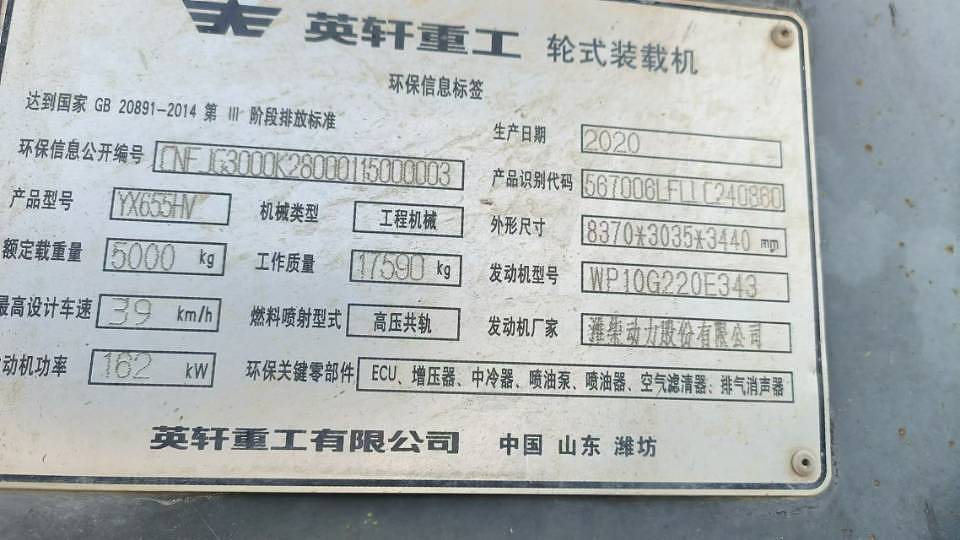 英轩重工 轮式装载机
环保信息标签
达到国家 GB 20891-2014 第 III 阶段排放标准
生产日期 2020
环保信息公开编号 CNFJG3000K28000115000003
产品识别代码 567006LFLLC240880
产品型号 YX655HV 机械类型 工程机械
外形尺寸 8370*3035*3440 mm
额定载重量 5000 kg 工作质量 17590 kg
发动机型号 WP10G220E343
最高设计车速 39 km/h 燃料喷射型式 高压共轨
发动机厂家 潍柴动力股份有限公司
动机功率 162 kW 环保关键零部件 ECU、增压器、中冷器、喷油泵、喷油器、空气滤清器、排气消声器
英轩重工有限公司 中国 山东 潍坊